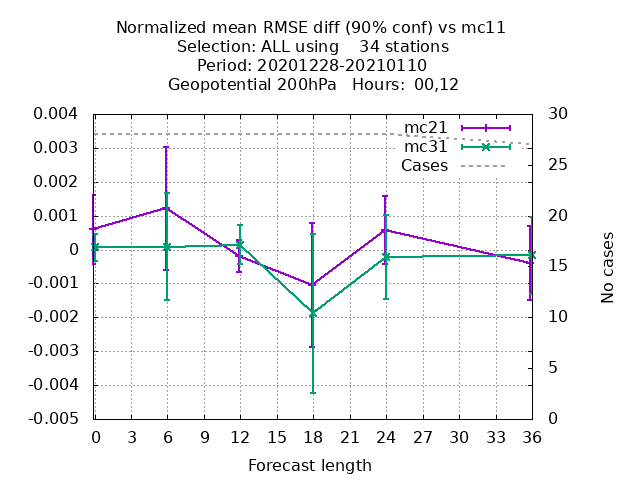 Normalized mean RMSE diff (90% conf) vs mc11
Selection: ALL using    34 stations
Period: 20201228-20210110
Geopotential 200hPa   Hours:  00,12
mc21
mc31
Cases
0.004
0.003
0.002
0.001
0
-0.001
-0.002
-0.003
-0.004
-0.005
30
25
20
15
10
5
0
No cases
0 3 6 9 12 15 18 21 24 27 30 33 36
Forecast length